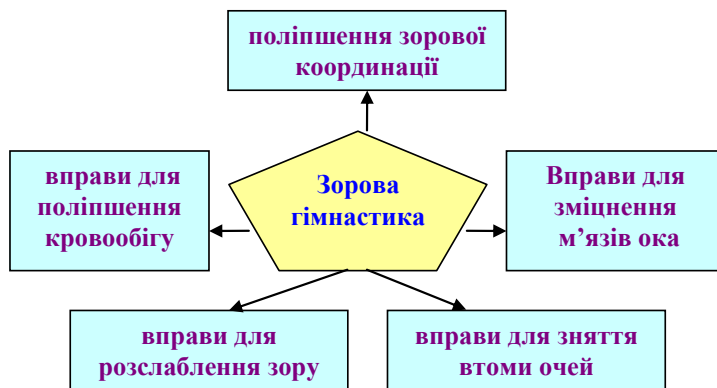 поліпшення зорової
координації
вправи для
поліпшення
кровообігу
Зорова
гімнастика
Вправи для
зміцнення
м’язів ока
вправи для
розслаблення зору
вправи для зняття
втоми очей